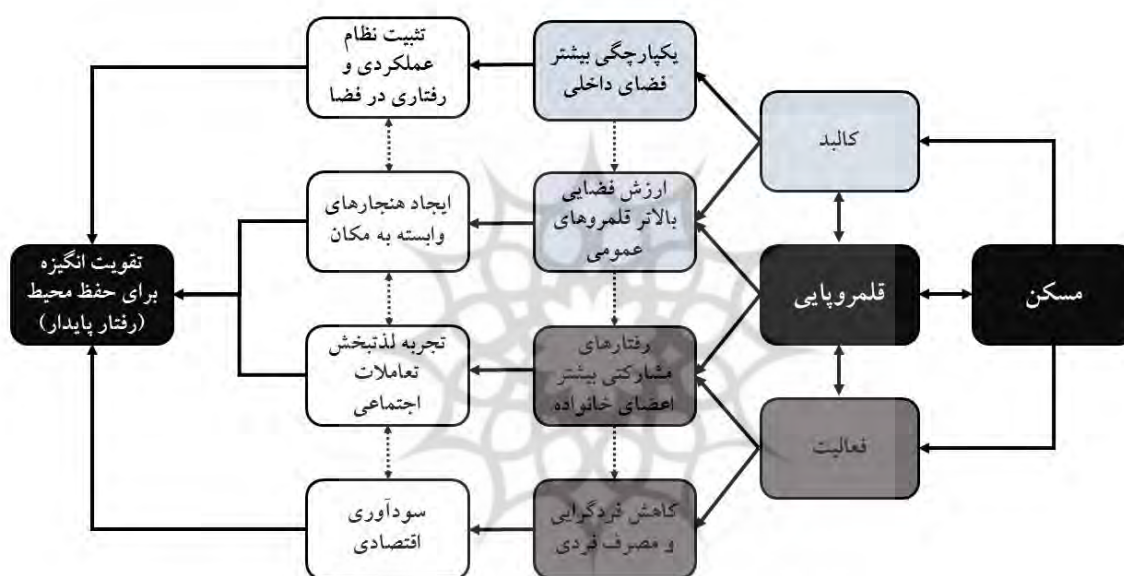 مسکن
کالبد
قلمروپایی
فعالیت
یکپارچگی بیشتر
فضای داخلی
ارزش فضایی
بالاتر قلمروهای
عمومی
رفتارهای
مشارکتی بیشتر
اعضای خانواده
کاهش فردگرایی
و مصرف فردی
تثبیت نظام
عملکردی و
رفتاری در فضا
ایجاد هنجارهای
وابسته به مکان
تجربه لذتبخش
تعاملات
اجتماعی
سودآوری
اقتصادی
تقویت انگیزه
برای حفظ محیط
(رفتار پایدار)